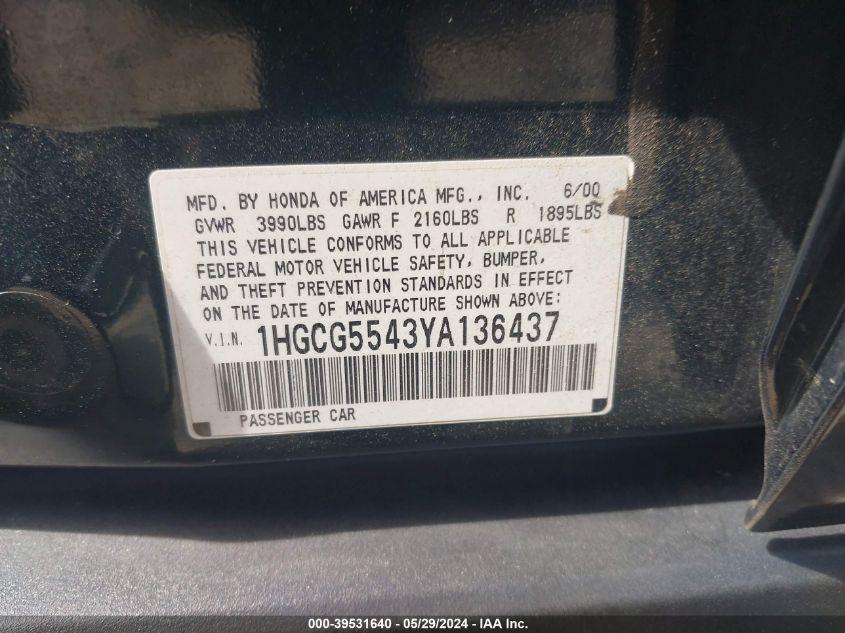 MFD. BY HONDA OF AMERICA MFG., INC. 6/00
GVWR 3990LBS GAWR F 2160LBS R 1895LBS
THIS VEHICLE CONFORMS TO ALL APPLICABLE
FEDERAL MOTOR VEHICLE SAFETY, BUMPER,
AND THEFT PREVENTION STANDARDS IN EFFECT
ON THE DATE OF MANUFACTURE SHOWN ABOVE:
V.I.N. 1HGCG5543YA136437
PASSENGER CAR
000-39531640 - 05/29/2024 - IAA Inc.